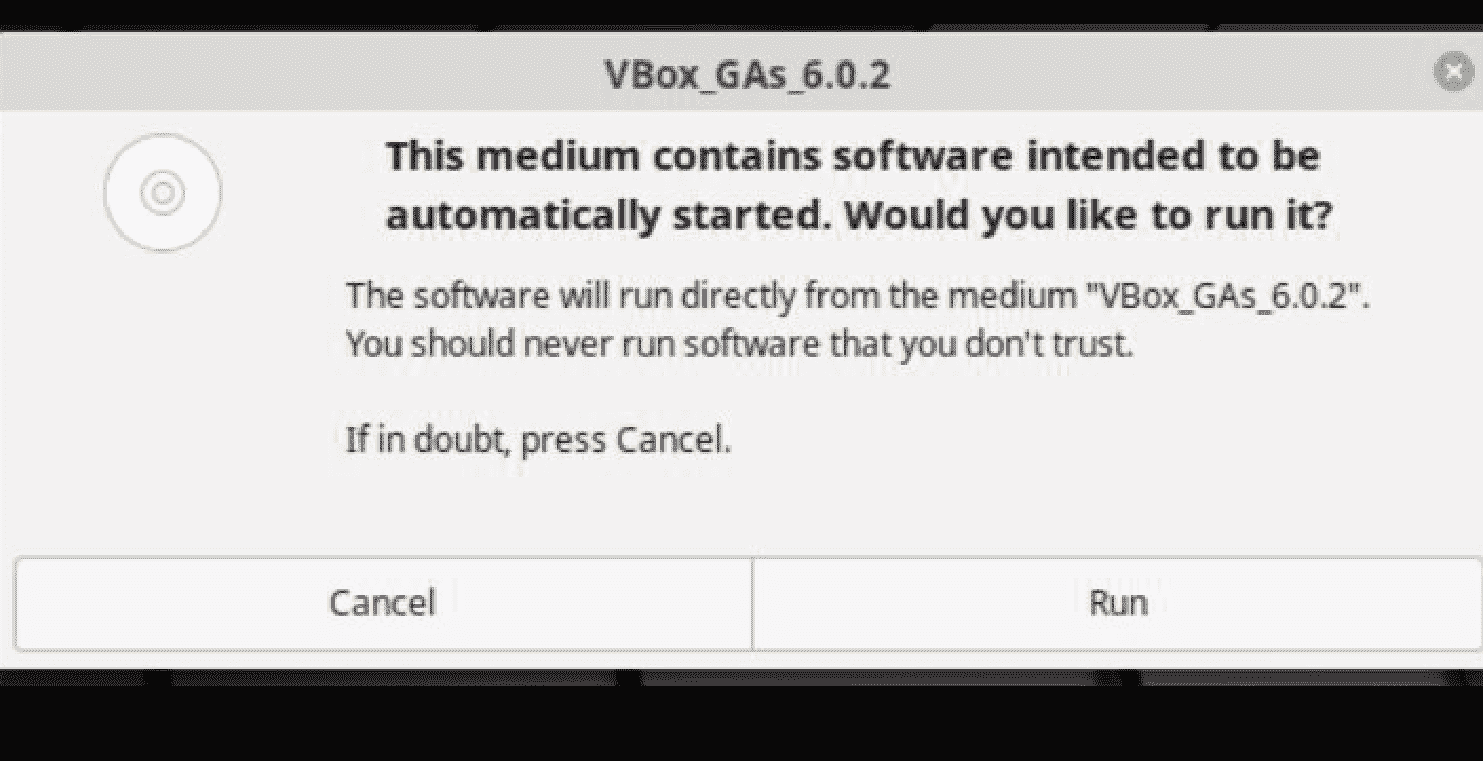 VBox_GAs_6.0.2
This medium contains software intended to be
automatically started. Would you like to run it?
The software will run directly from the medium "VBox_GAs_6.0.2".
You should never run software that you don't trust.
If in doubt, press Cancel.
Cancel
Run